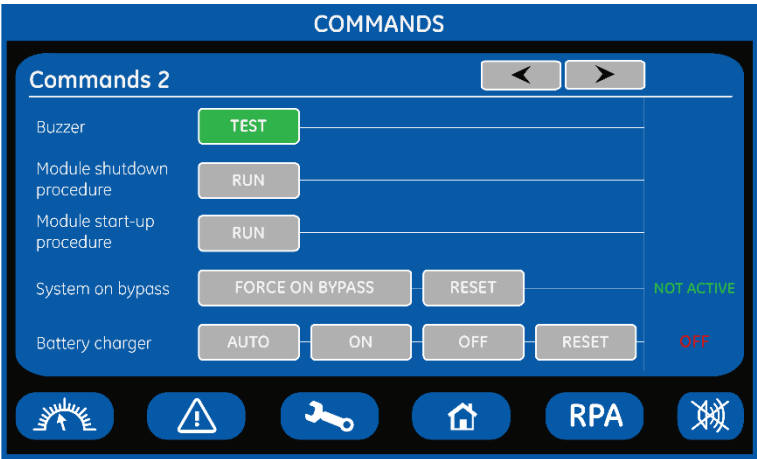 COMMANDS
Commands 2
Buzzer TEST
Module shutdown
procedure RUN
Module start-up
procedure RUN
System on bypass FORCE ON BYPASS RESET NOT ACTIVE
Battery charger AUTO ON OFF RESET OFF
RPA